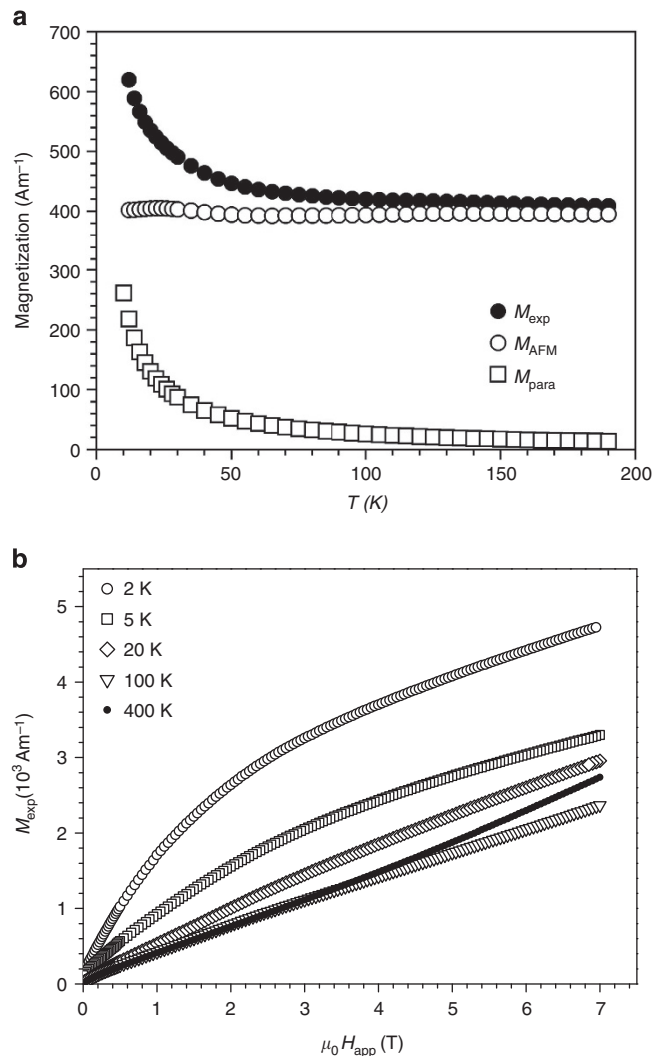 a
700
600
500
400
300
200
100
0
Magnetization (Am⁻¹)
M_exp
M_AFM
M_para
0 50 100 150 200
T (K)
b
2 K
5 K
20 K
100 K
400 K
5
4
3
2
1
0
M_exp(10³ Am⁻¹)
0 1 2 3 4 5 6 7
μ₀ H_app (T)